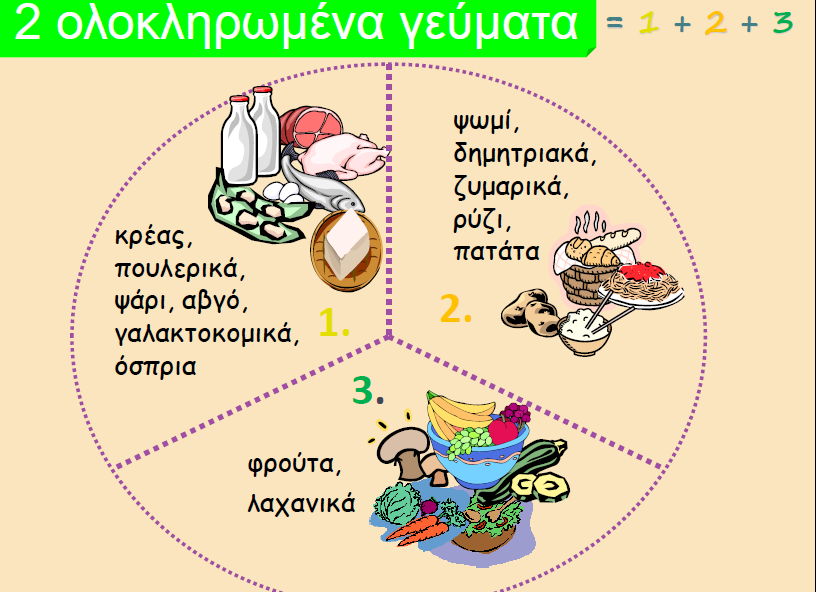 2 ολοκληρωμένα γεύματα = 1 + 2 + 3
κρέας,
πουλερικά,
ψάρι, αβγό,
γαλακτοκομικά,
όσπρια
1.
ψωμί,
δημητριακά,
ζυμαρικά,
ρύζι,
πατάτα
2.
3.
φρούτα,
λαχανικά